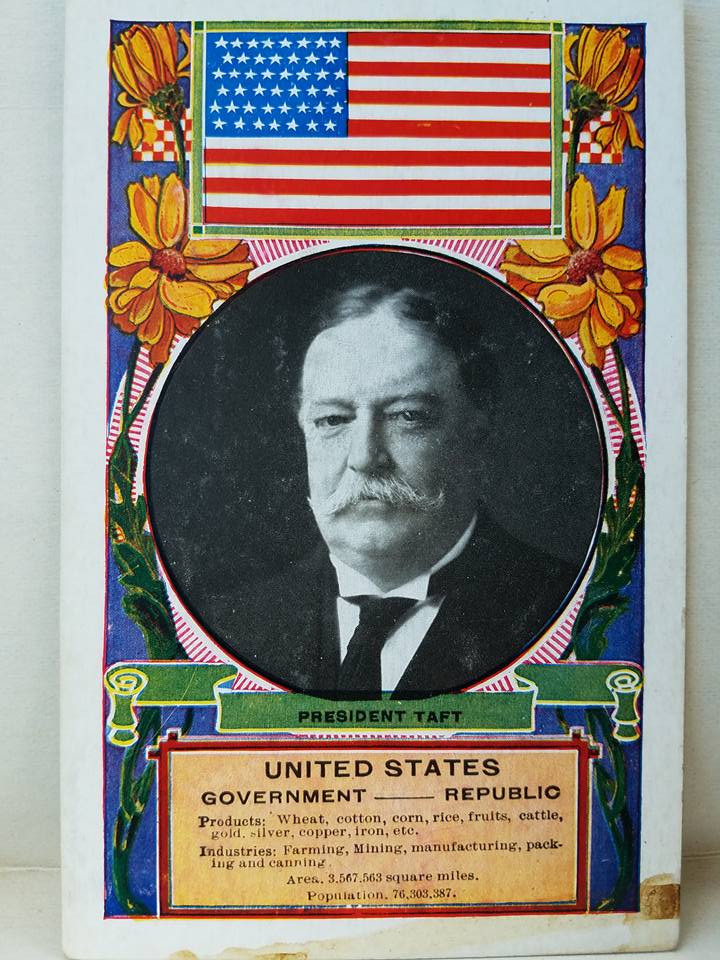 PRESIDENT TAFT
UNITED STATES
GOVERNMENT —— REPUBLIC
Products: Wheat, cotton, corn, rice, fruits, cattle,
gold, silver, copper, iron, etc.
Industries: Farming, Mining, manufacturing, pack-
ing and canning.
Area, 3,567,563 square miles.
Population, 76,303,387.